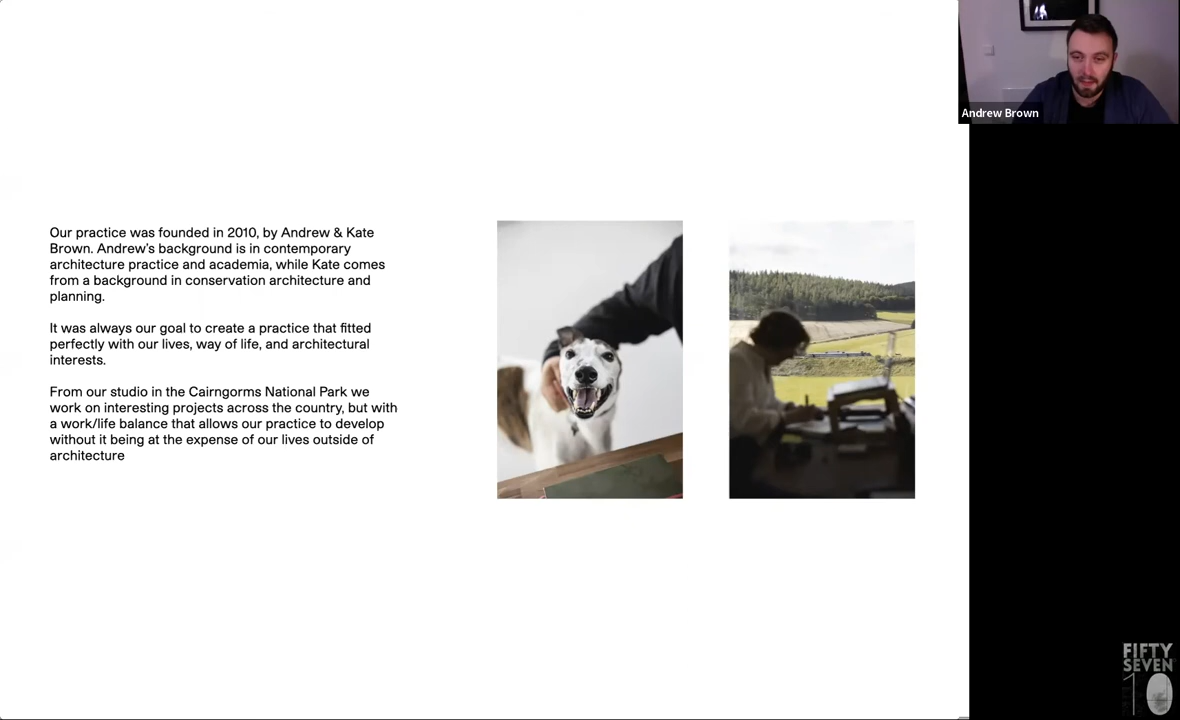 Our practice was founded in 2010, by Andrew & Kate
Brown. Andrew's background is in contemporary
architecture practice and academia, while Kate comes
from a background in conservation architecture and
planning.
It was always our goal to create a practice that fitted
perfectly with our lives, way of life, and architectural
interests.
From our studio in the Cairngorms National Park we
work on interesting projects across the country, but with
a work/life balance that allows our practice to develop
without it being at the expense of our lives outside of
architecture
Andrew Brown
FIFTY
SEVEN
10